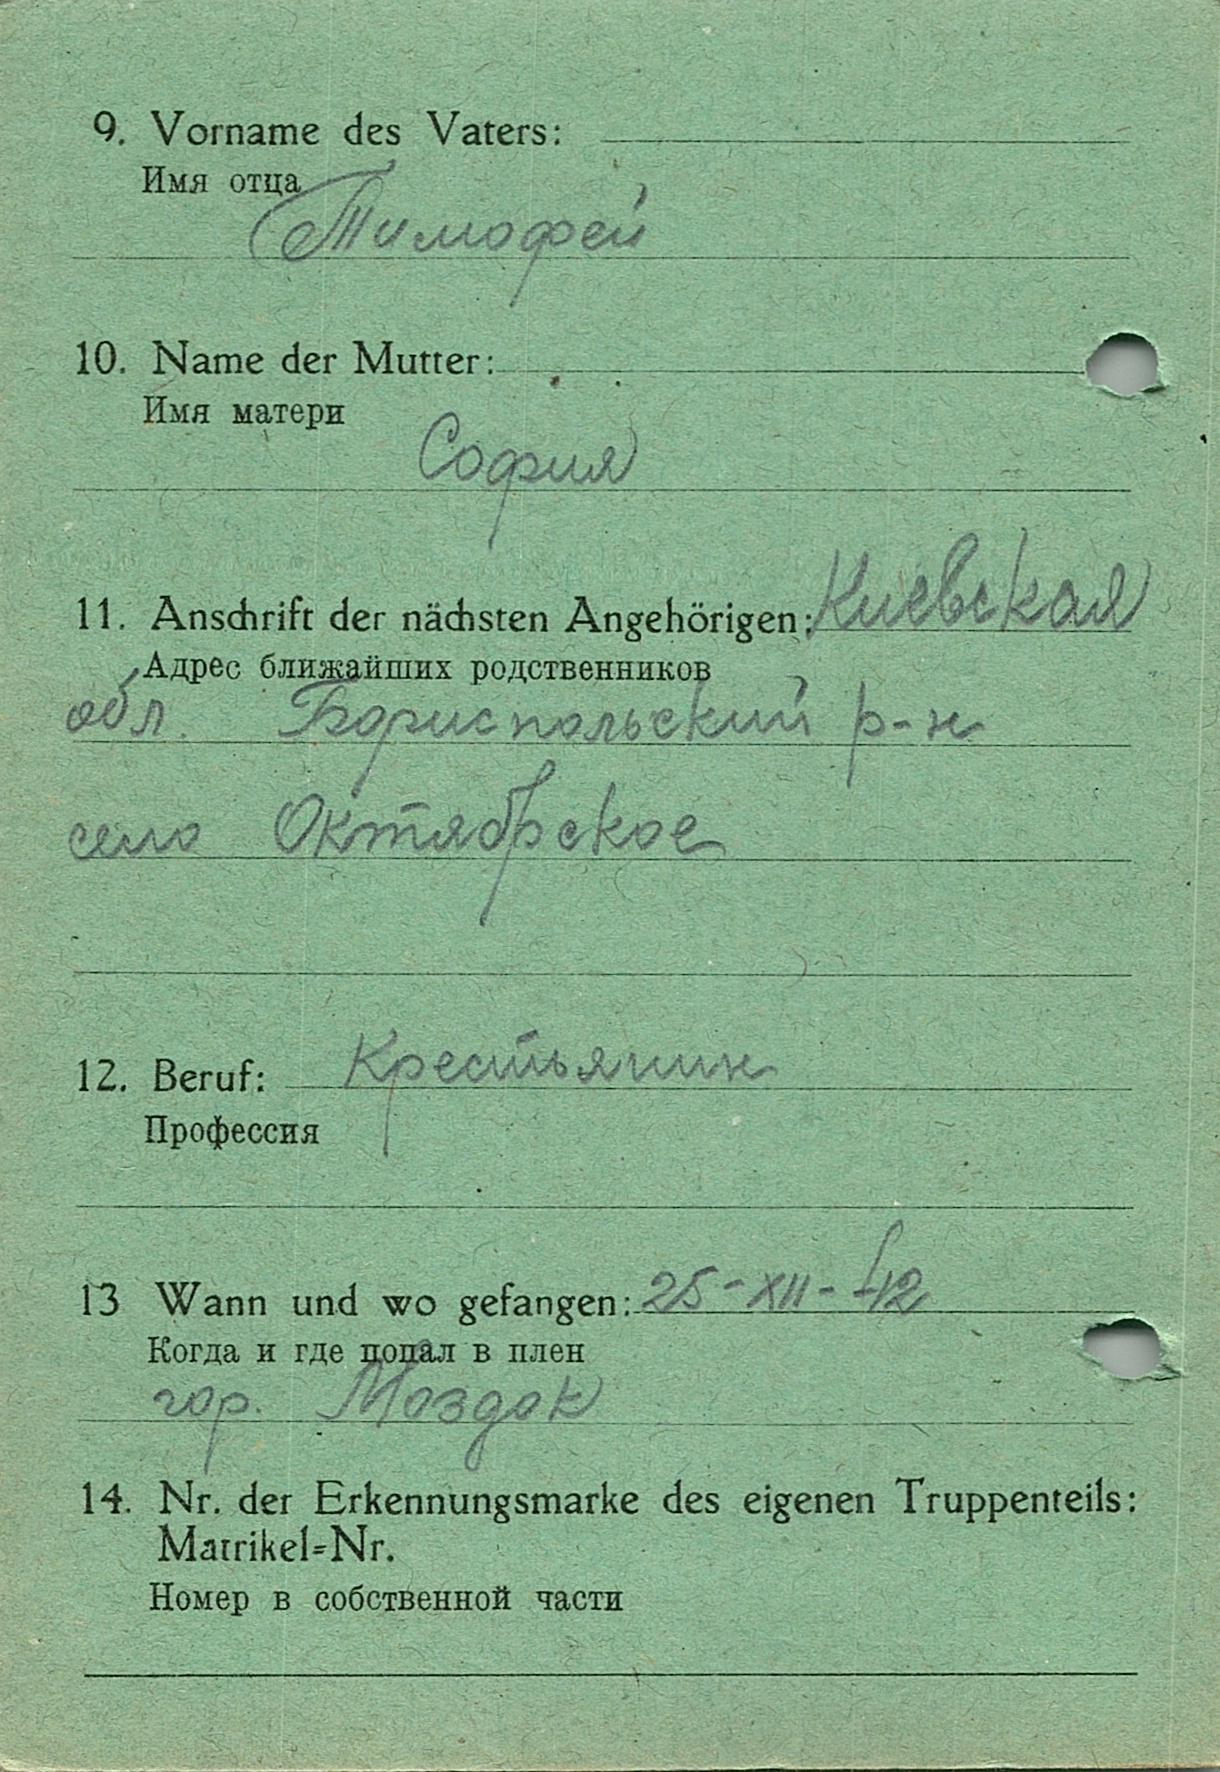 9. Vorname des Vaters:
Имя отца
Тимофей
10. Name der Mutter:
Имя матери
София
11. Anschrift der nächsten Angehörigen: Киевская
Адрес ближайших родственников
обл. Бориспольский р-н
село Октябрьское
12. Beruf: Крестьянин
Профессия
13 Wann und wo gefangen: 25-XII-42
Когда и где попал в плен
гор. Моздок
14. Nr. der Erkennungsmarke des eigenen Truppenteils:
Matrikel=Nr.
Номер в собственной части